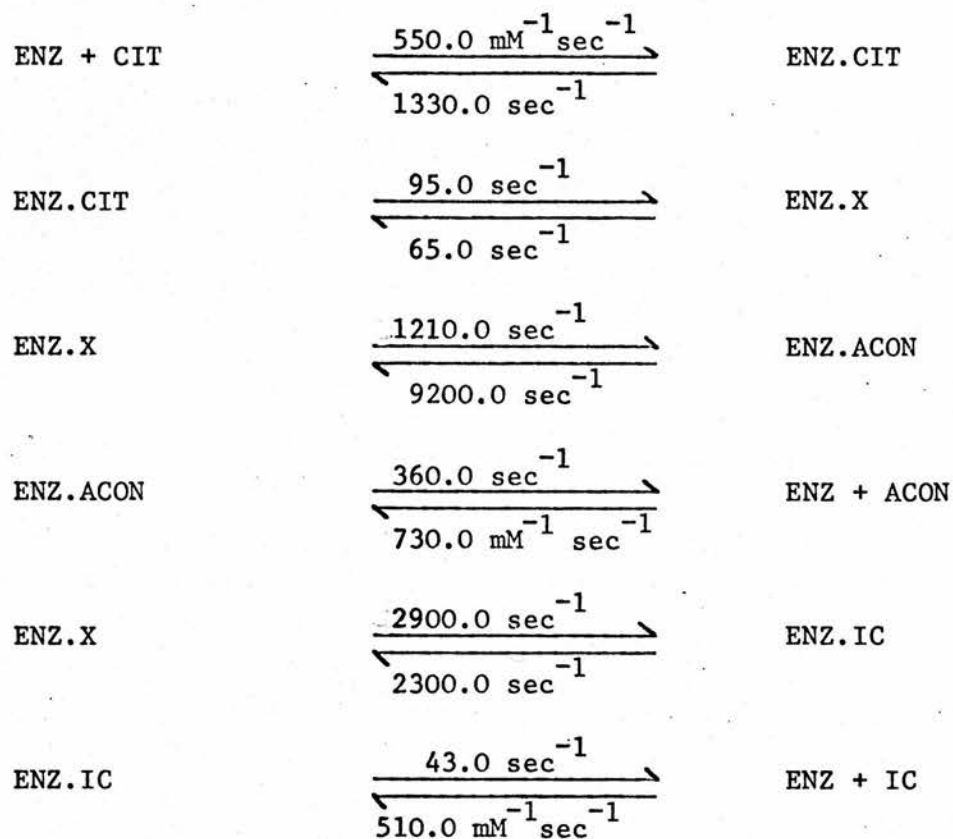 550.0 mM⁻¹sec⁻¹
ENZ + CIT ENZ.CIT
1330.0 sec⁻¹
95.0 sec⁻¹
ENZ.CIT ENZ.X
65.0 sec⁻¹
1210.0 sec⁻¹
ENZ.X ENZ.ACON
9200.0 sec⁻¹
360.0 sec⁻¹
ENZ.ACON ENZ + ACON
730.0 mM⁻¹ sec⁻¹
2900.0 sec⁻¹
ENZ.X ENZ.IC
2300.0 sec⁻¹
43.0 sec⁻¹
ENZ.IC ENZ + IC
510.0 mM⁻¹sec⁻¹